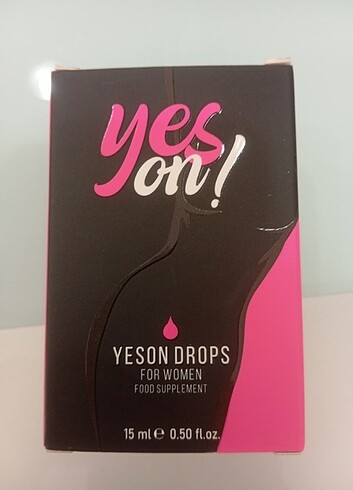 yes
on!
YESON DROPS
FOR WOMEN
FOOD SUPPLEMENT
15 ml ℮ 0.50 fl.oz.